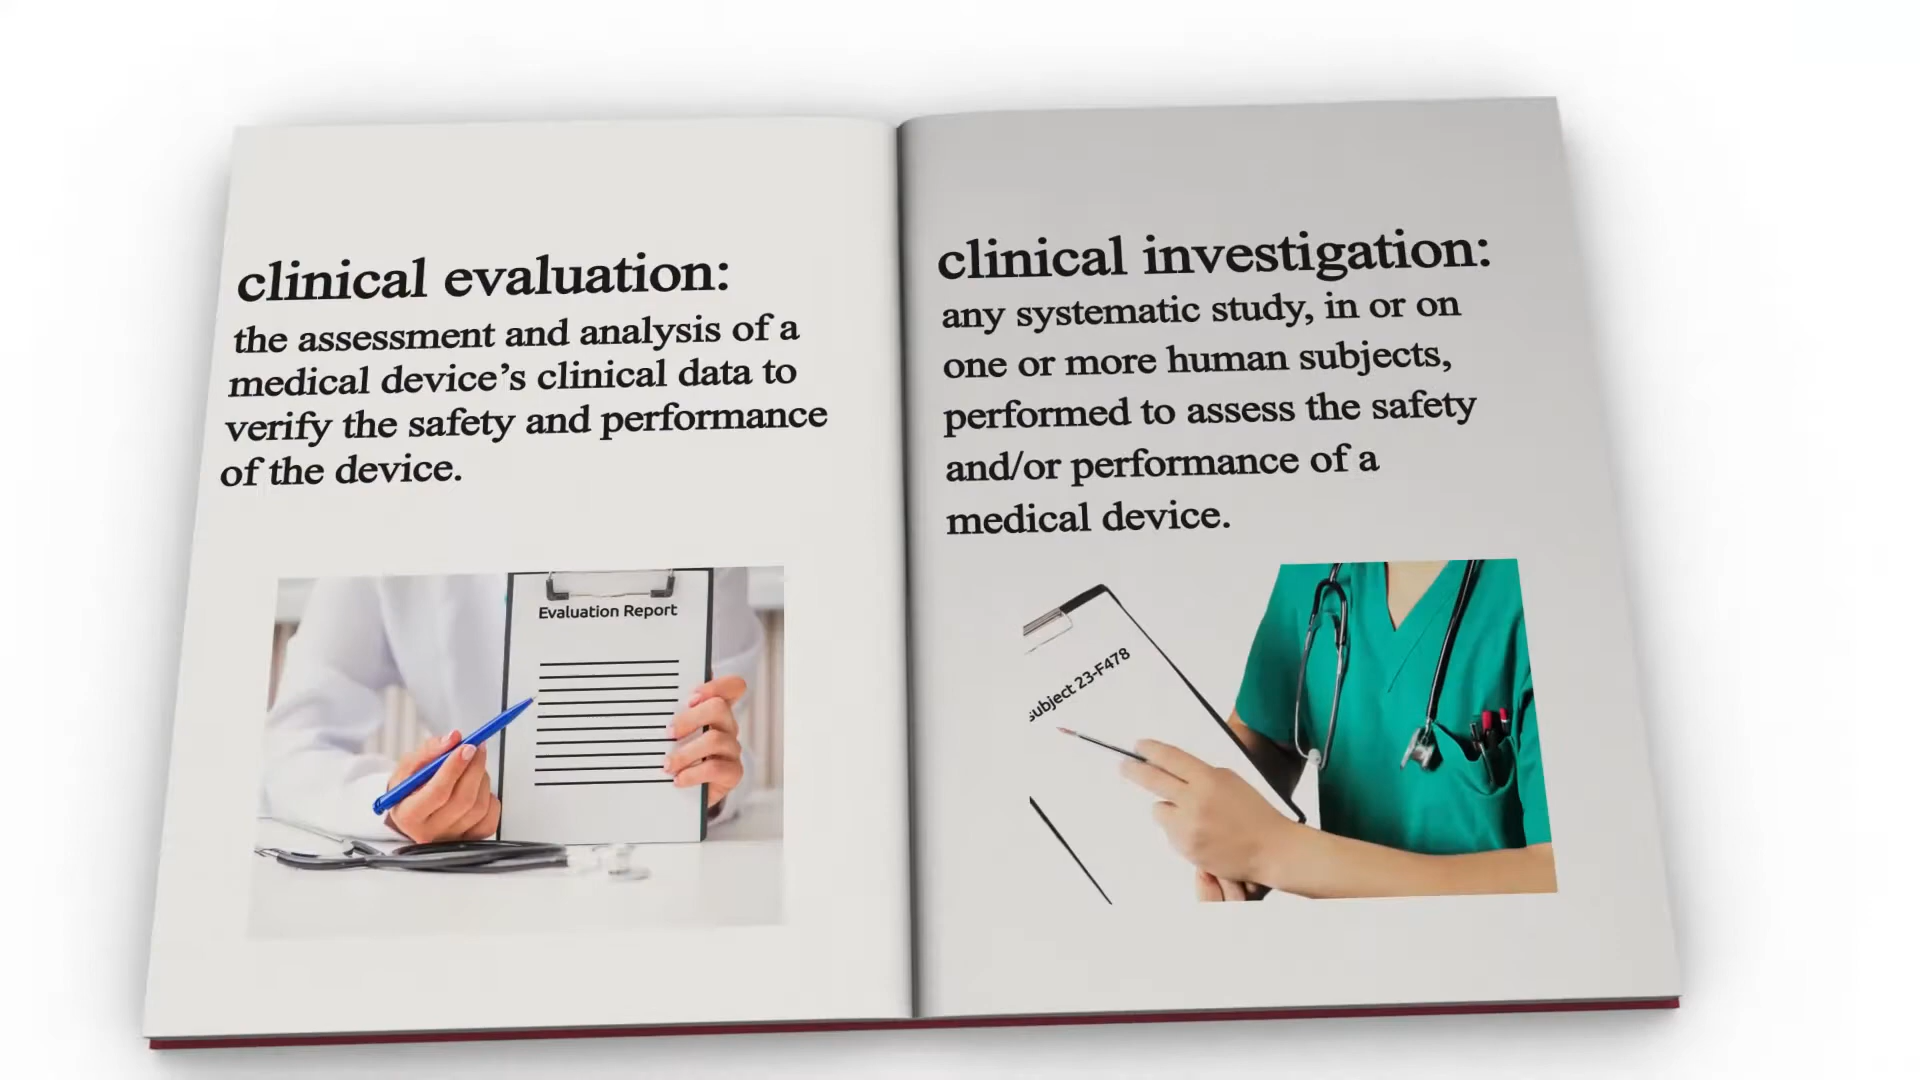 clinical evaluation:
the assessment and analysis of a
medical device’s clinical data to
verify the safety and performance
of the device.
Evaluation Report
clinical investigation:
any systematic study, in or on
one or more human subjects,
performed to assess the safety
and/or performance of a
medical device.
subject 23-F478